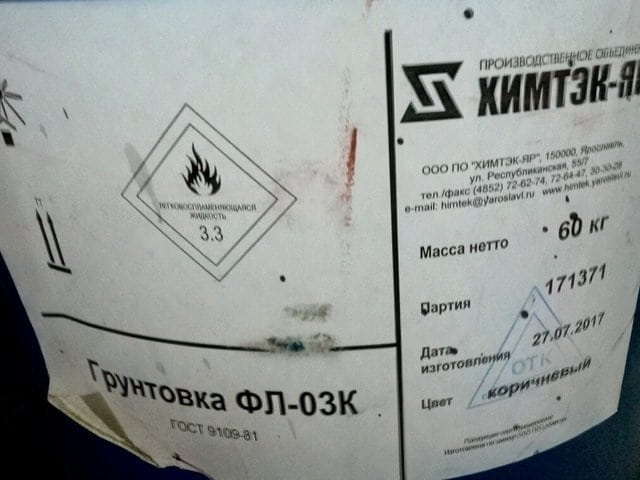 ЛЕГКОВОСПЛАМЕНЯЮЩАЯСЯ
ЖИДКОСТЬ
3.3
Грунтовка ФЛ-03К
ГОСТ 9109-81
ПРОИЗВОДСТВЕННОЕ
ХИМТЭК-ЯР
ООО ПО "ХИМТЭК-ЯР", 150000, Ярославль,
ул. Республиканская, 55/7
тел./факс (4852) 72-62-74, 72-64-47, 30-30-28
e-mail: himtek@yaroslavl.ru www.himtek.yaroslavl.ru
Масса нетто 60 кг
Партия 171371
Дата
изготовления 27.07.2017
ОТК
Цвет коричневый